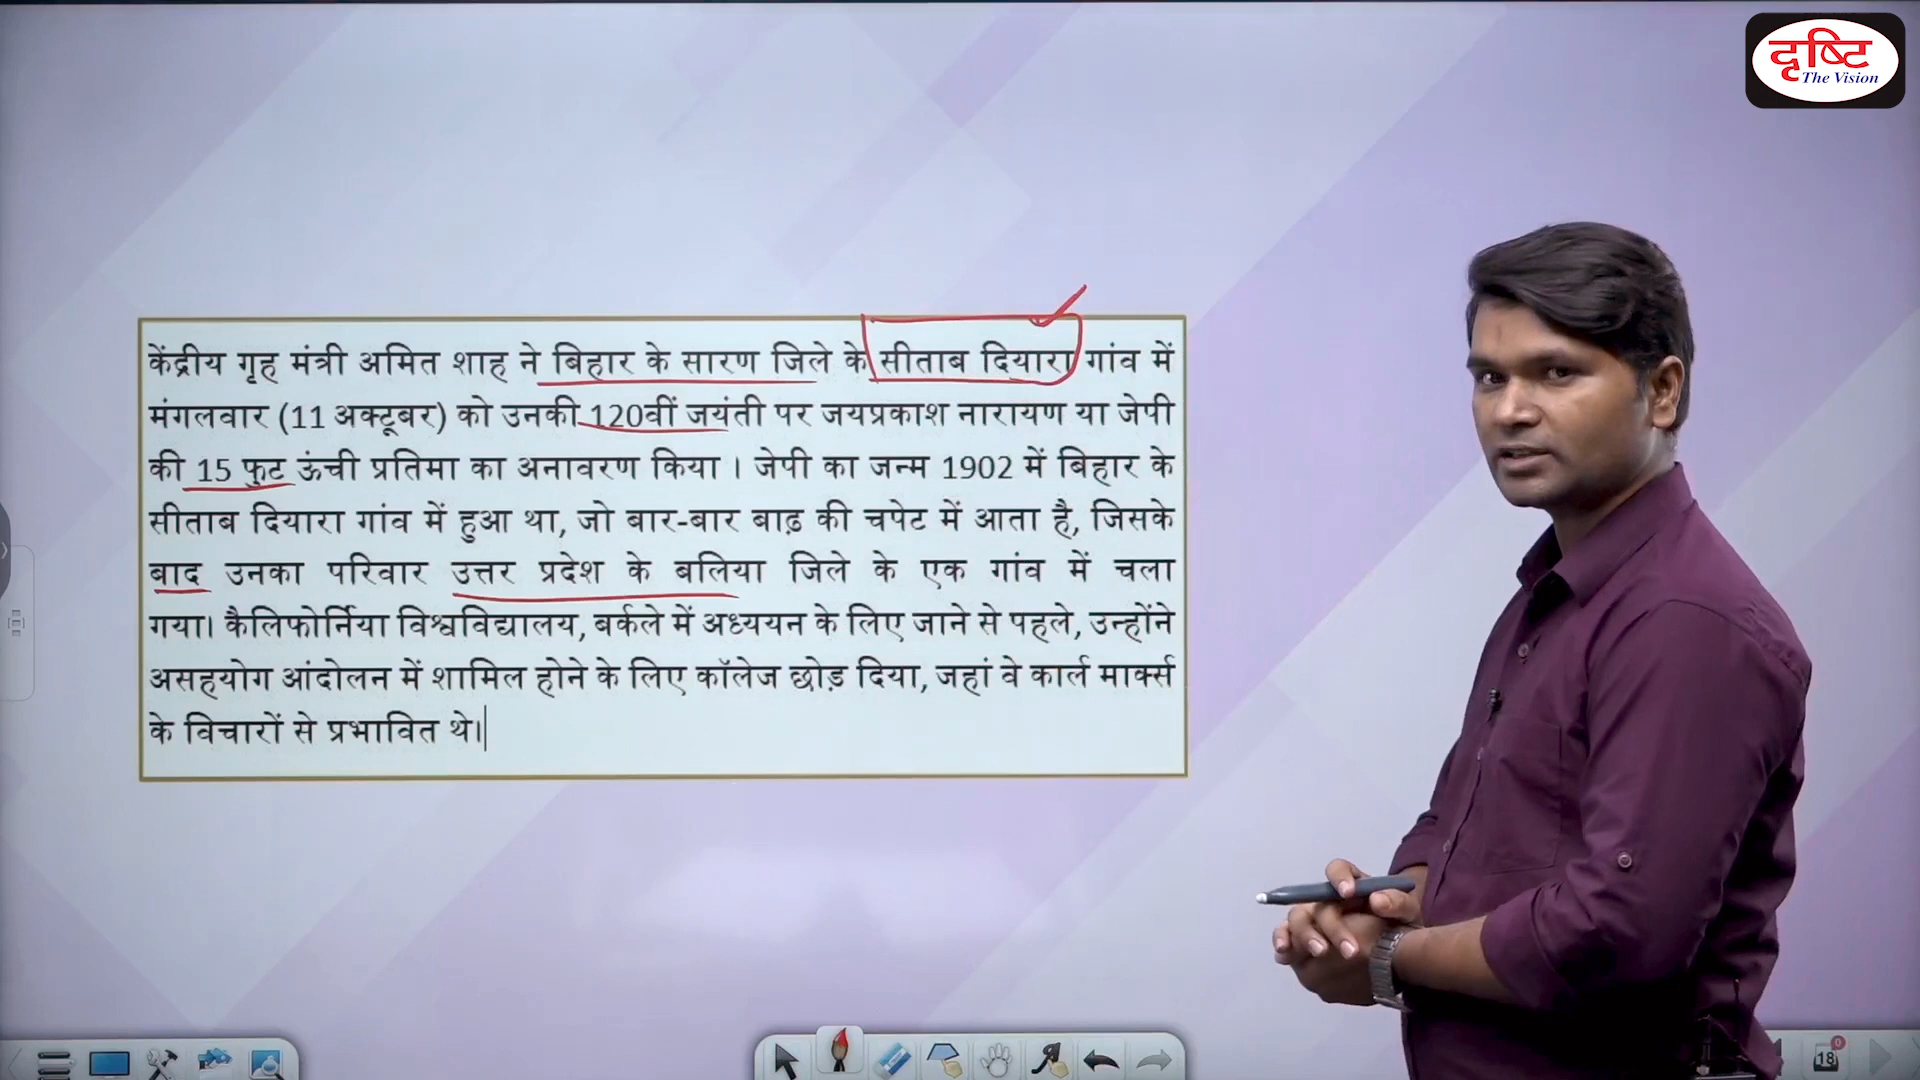 दृष्टि
The Vision
केंद्रीय गृह मंत्री अमित शाह ने बिहार के सारण जिले के सीताब दियारा गांव में
मंगलवार (11 अक्टूबर) को उनकी 120वीं जयंती पर जयप्रकाश नारायण या जेपी
की 15 फुट ऊंची प्रतिमा का अनावरण किया । जेपी का जन्म 1902 में बिहार के
सीताब दियारा गांव में हुआ था, जो बार-बार बाढ़ की चपेट में आता है, जिसके
बाद उनका परिवार उत्तर प्रदेश के बलिया जिले के एक गांव में चला
गया। कैलिफोर्निया विश्वविद्यालय, बर्कले में अध्ययन के लिए जाने से पहले, उन्होंने
असहयोग आंदोलन में शामिल होने के लिए कॉलेज छोड़ दिया, जहां वे कार्ल मार्क्स
के विचारों से प्रभावित थे।
18
0